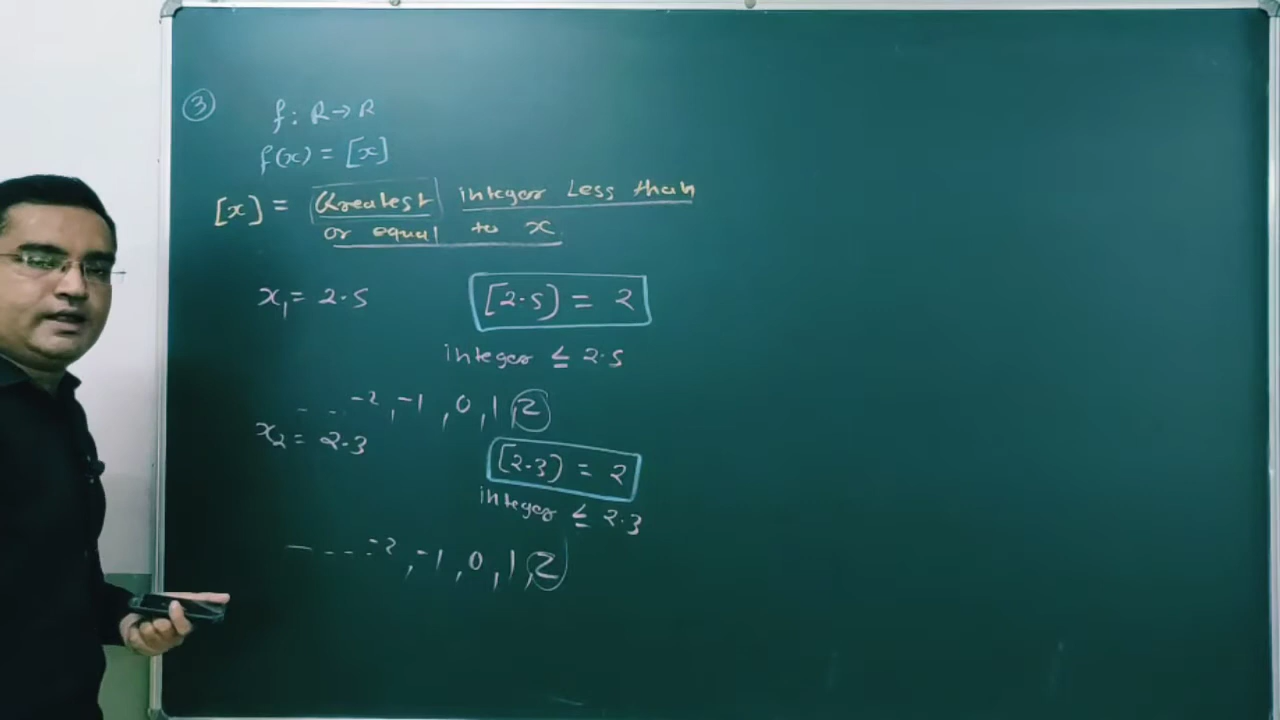 ③ f: R→R
f(x) = [x]
[x] = Greatest integer Less than
or equal to x.
x₁ = 2.5 [2.5] = 2
integer ≤ 2.5
- ... -2, -1, 0, 1, 2
x₂ = 2.3 [2.3] = 2
integer ≤ 2.3
- --- -2, -1, 0, 1, 2